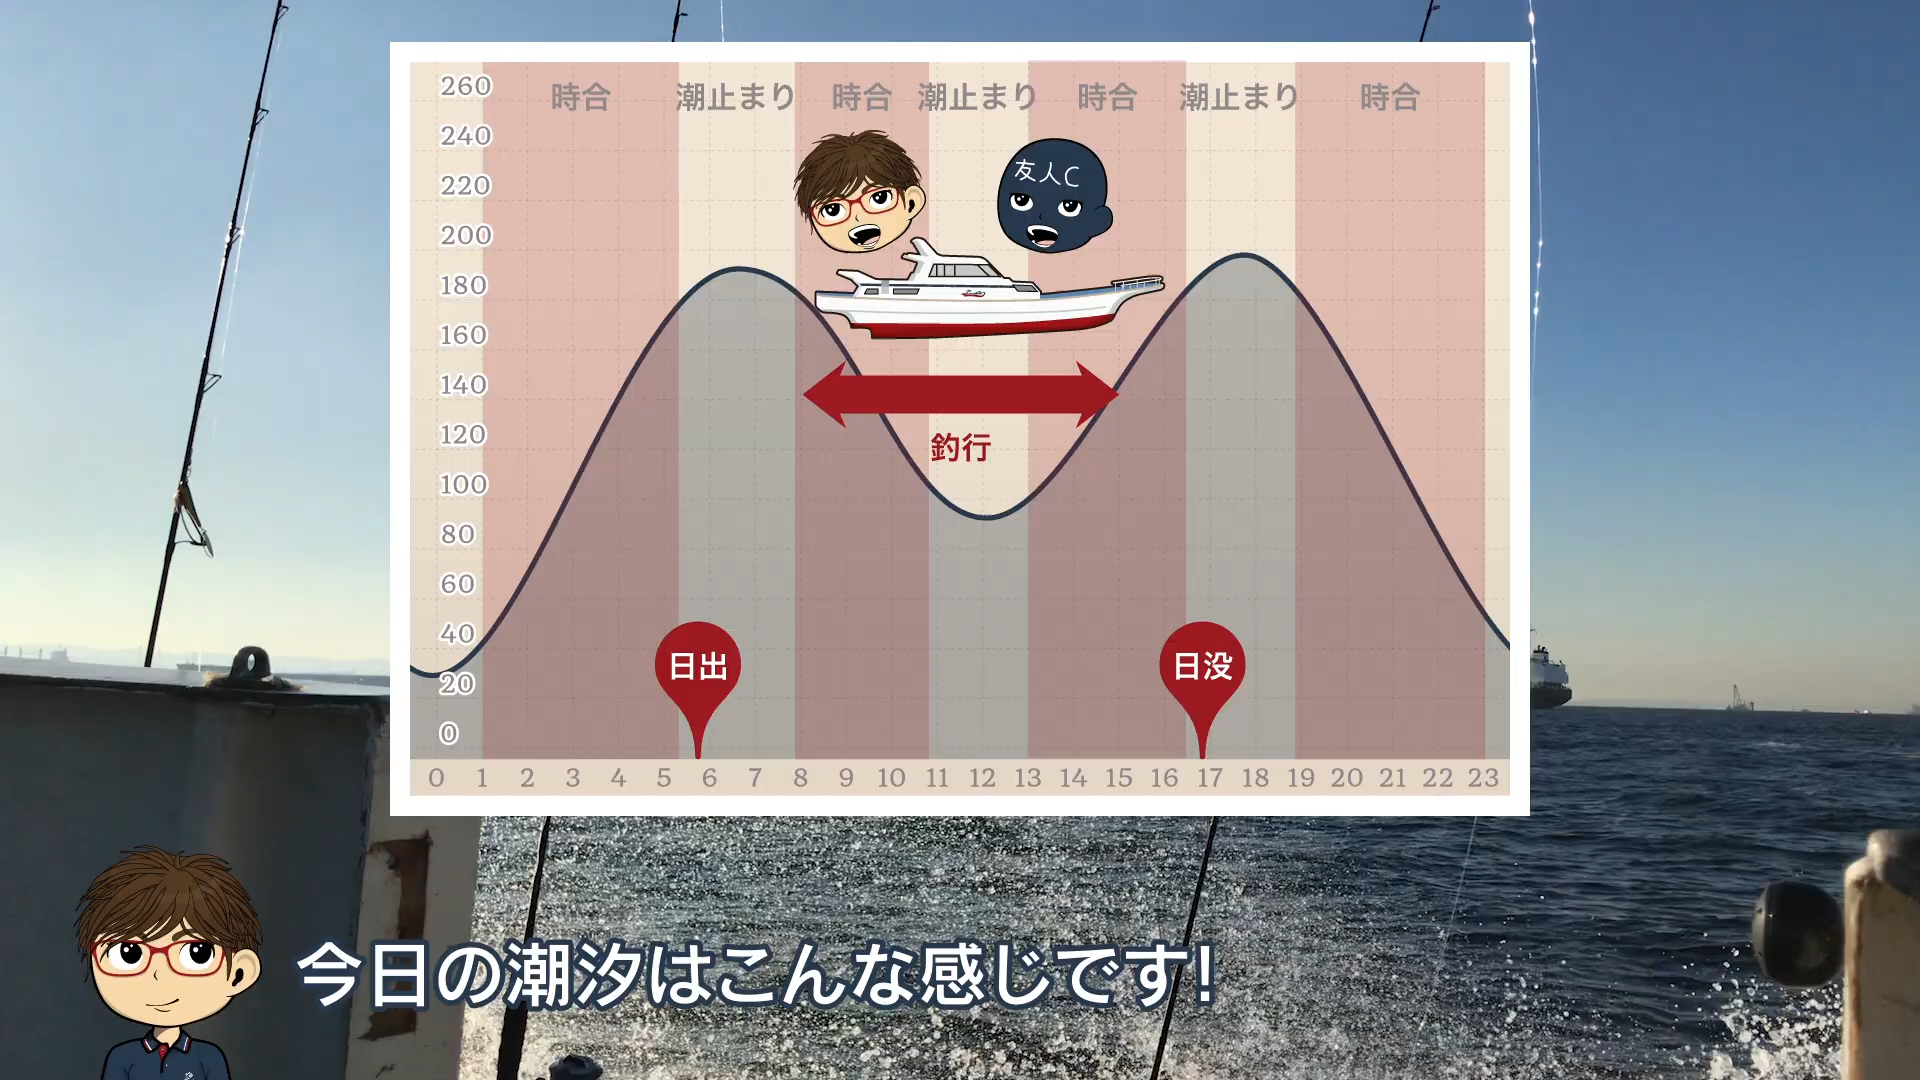 260
時合 潮止まり 時合 潮止まり 時合 潮止まり 時合
240
友人C
220
200
180
160
140
120
釣行
100
80
60
40
日出 日没
20
0
0 1 2 3 4 5 6 7 8 9 10 11 12 13 14 15 16 17 18 19 20 21 22 23
今日の潮汐はこんな感じです!